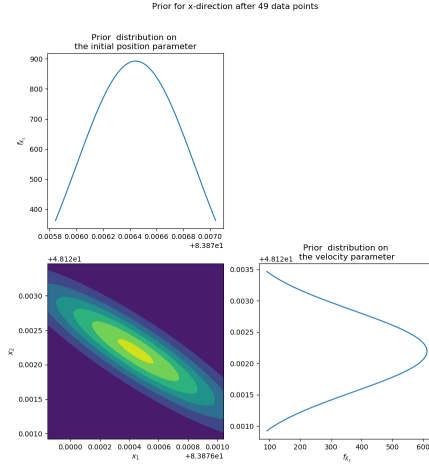 Prior for x-direction after 49 data points
Prior  distribution on
the initial position parameter
900
800
700
600
500
400
fX1
0.0058 0.0060 0.0062 0.0064 0.0066 0.0068 0.0070
+8.387e1
+4.812e1
0.0030
0.0025
0.0020
0.0015
0.0010
x2
0.0000 0.0002 0.0004 0.0006 0.0008 0.0010
x1
+8.3876e1
Prior  distribution on
the velocity parameter
+4.812e1
0.0035
0.0030
0.0025
0.0020
0.0015
0.0010
100 200 300 400 500 600